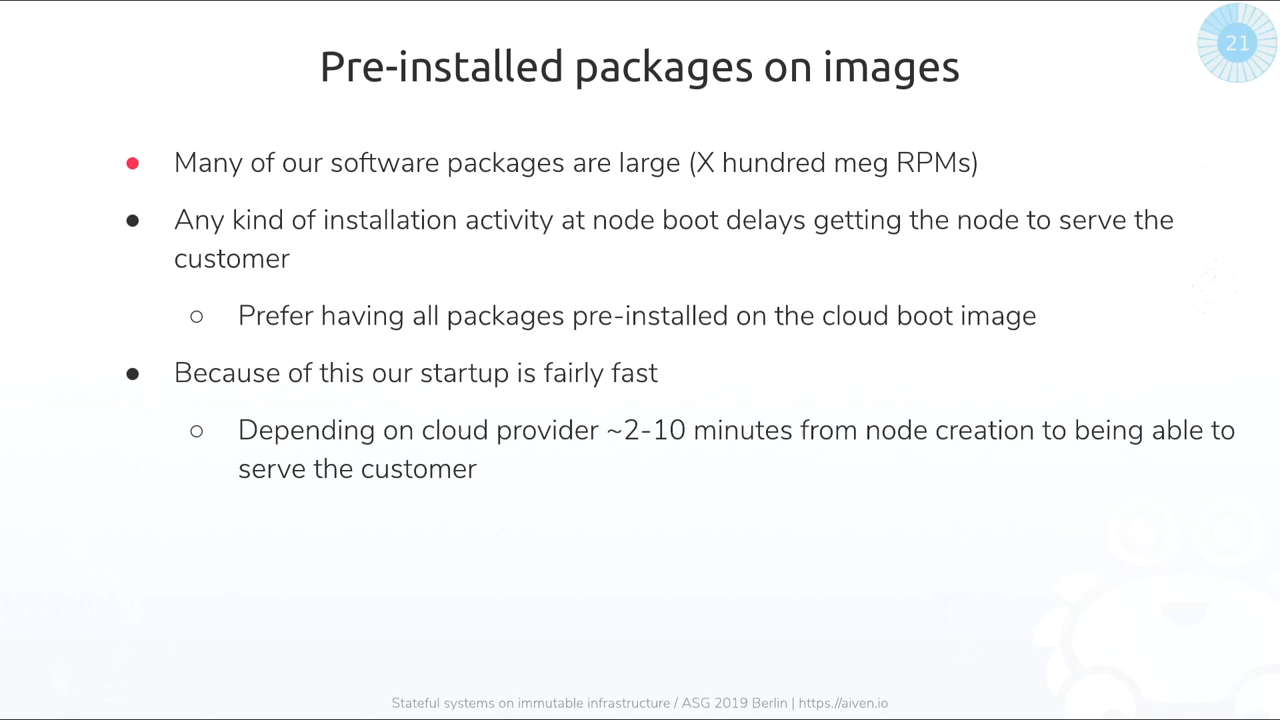 21
Pre-installed packages on images
● Many of our software packages are large (X hundred meg RPMs)
● Any kind of installation activity at node boot delays getting the node to serve the
customer
○ Prefer having all packages pre-installed on the cloud boot image
● Because of this our startup is fairly fast
○ Depending on cloud provider ~2-10 minutes from node creation to being able to
serve the customer
Stateful systems on immutable infrastructure / ASG 2019 Berlin | https://aiven.io